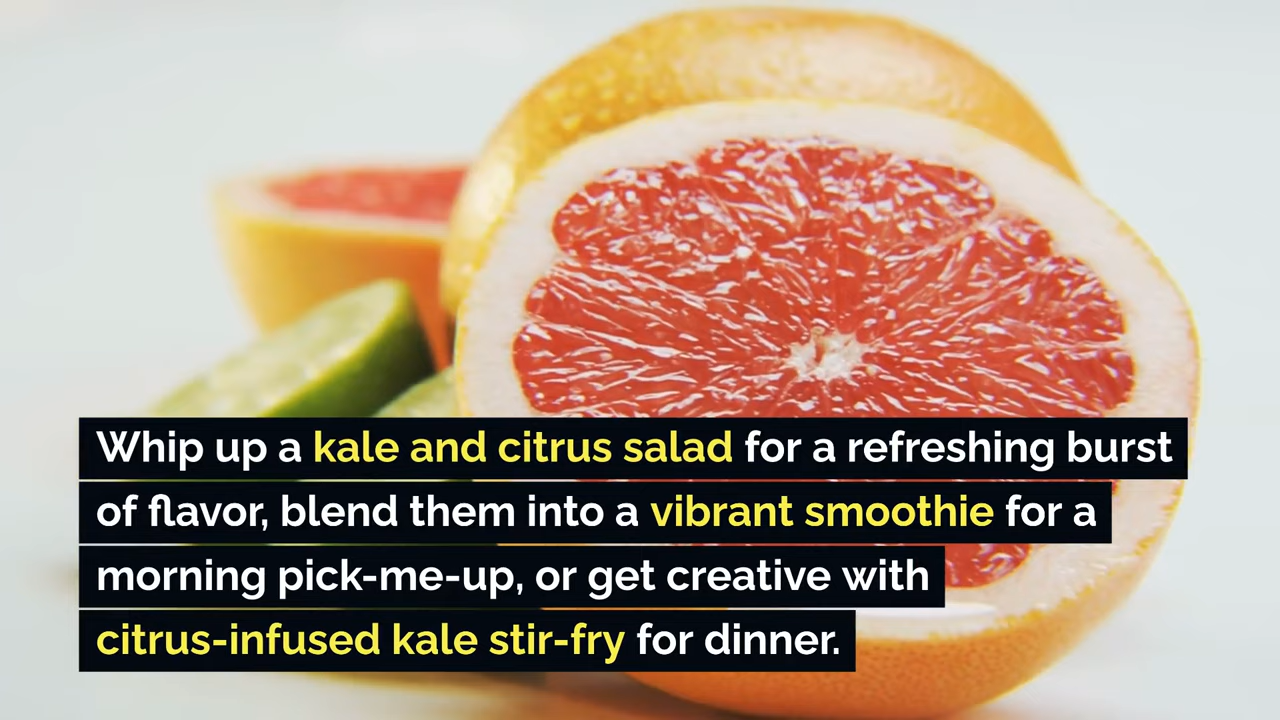 Whip up a kale and citrus salad for a refreshing burst
of flavor, blend them into a vibrant smoothie for a
morning pick-me-up, or get creative with
citrus-infused kale stir-fry for dinner.